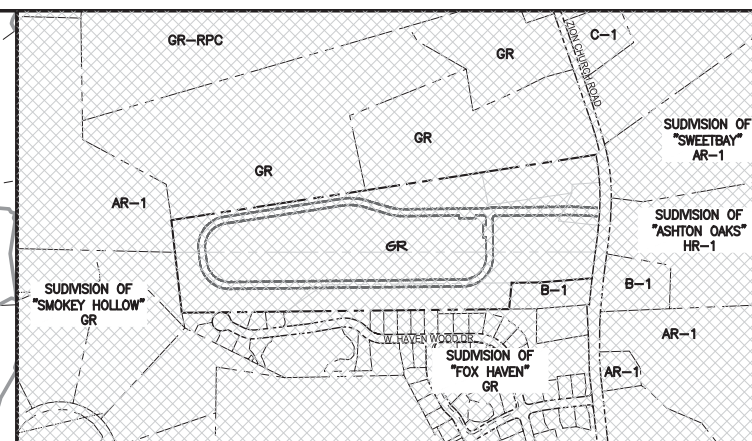 GR-RPC
C-1
GR
ZION CHURCH ROAD
GR
SUDIVISION OF
"SWEETBAY"
AR-1
GR
AR-1
SUDIVISION OF
"ASHTON OAKS"
HR-1
GR
SUDIVISION OF
"SMOKEY HOLLOW"
GR
B-1
B-1
AR-1
W. HAVEN WOOD DR.
SUDIVISION OF
"FOX HAVEN"
GR
AR-1